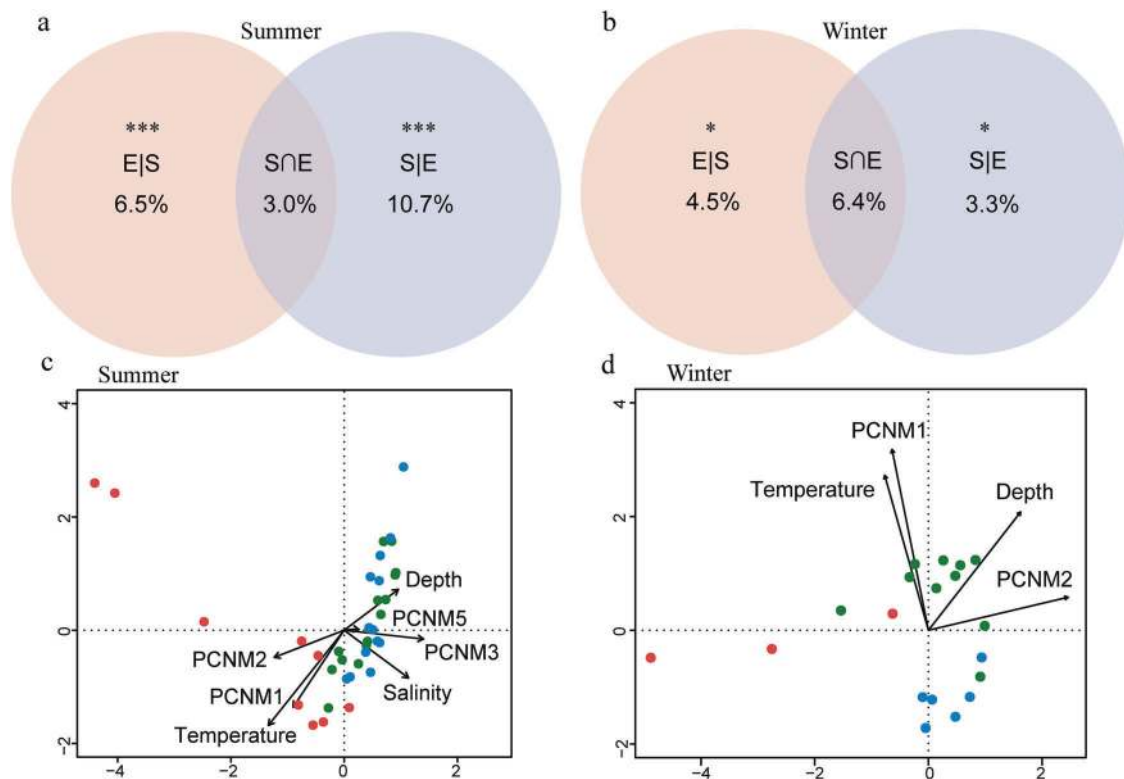 a
Summer
***
***
E|S
S∩E
S|E
6.5%
3.0%
10.7%
b
Winter
*
*
E|S
S∩E
S|E
4.5%
6.4%
3.3%
c
Summer
4
2
0
−2
Depth
PCNM5
PCNM3
PCNM2
Salinity
PCNM1
Temperature
−4
−2
0
2
d
Winter
4
2
0
−2
PCNM1
Temperature
Depth
PCNM2
−4
−2
0
2